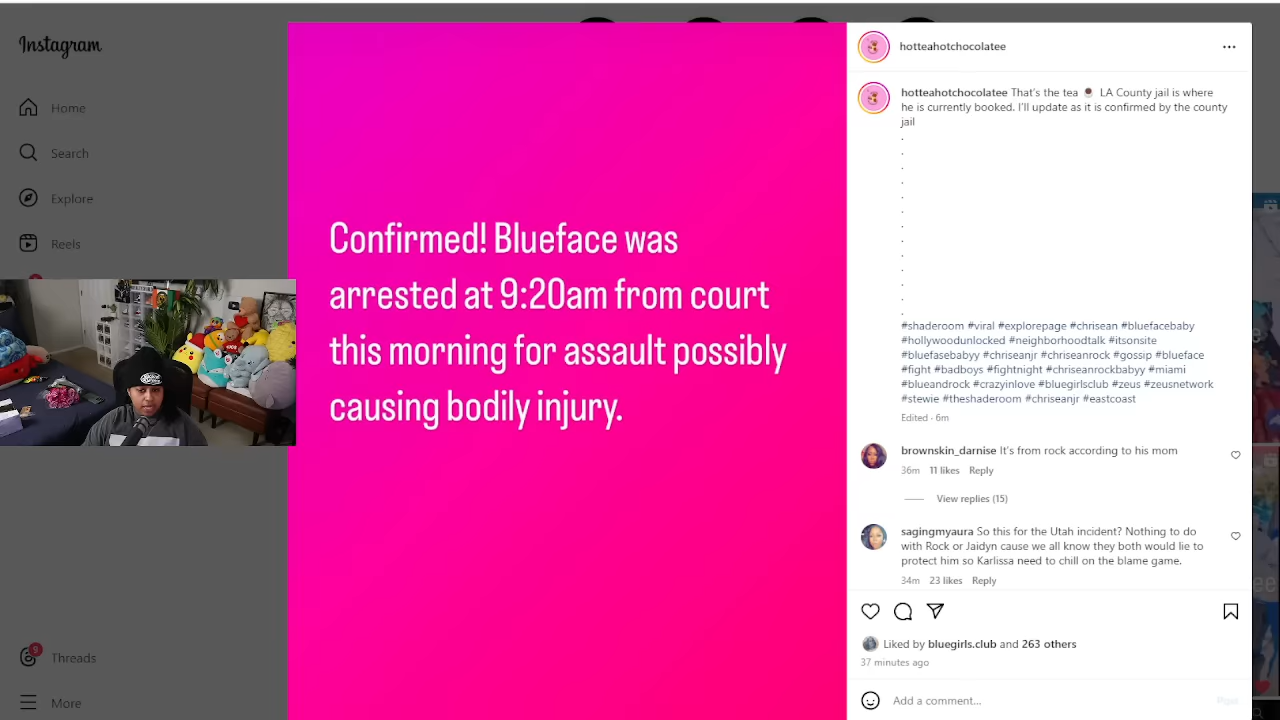 Instagram
Home
Search
Explore
Reels
9
Threads
More
Confirmed! Blueface was
arrested at 9:20am from court
this morning for assault possibly
causing bodily injury.
hotteahotchocolatee
hotteahotchocolatee That's the tea ☕ LA County jail is where
he is currently booked. I'll update as it is confirmed by the county
jail
.
.
.
.
.
.
.
.
.
.
.
.
.
#shaderoom #viral #explorepage #chrisean #bluefacebaby
#hollywoodunlocked #neighborhoodtalk #itsonsite
#bluefasebabyy #chriseanjr #chriseanrock #gossip #blueface
#fight #badboys #fightnight #chriseanrockbabyy #miami
#blueandrock #crazyinlove #bluegirlsclub #zeus #zeusnetwork
#stewie #theshaderoom #chriseanjr #eastcoast
Edited · 6m
brownskin_darnise It's from rock according to his mom
36m 11 likes Reply
View replies (15)
sagingmyaura So this for the Utah incident? Nothing to do
with Rock or Jaidyn cause we all know they both would lie to
protect him so Karlissa need to chill on the blame game.
34m 23 likes Reply
Liked by bluegirls.club and 263 others
37 minutes ago
Add a comment...